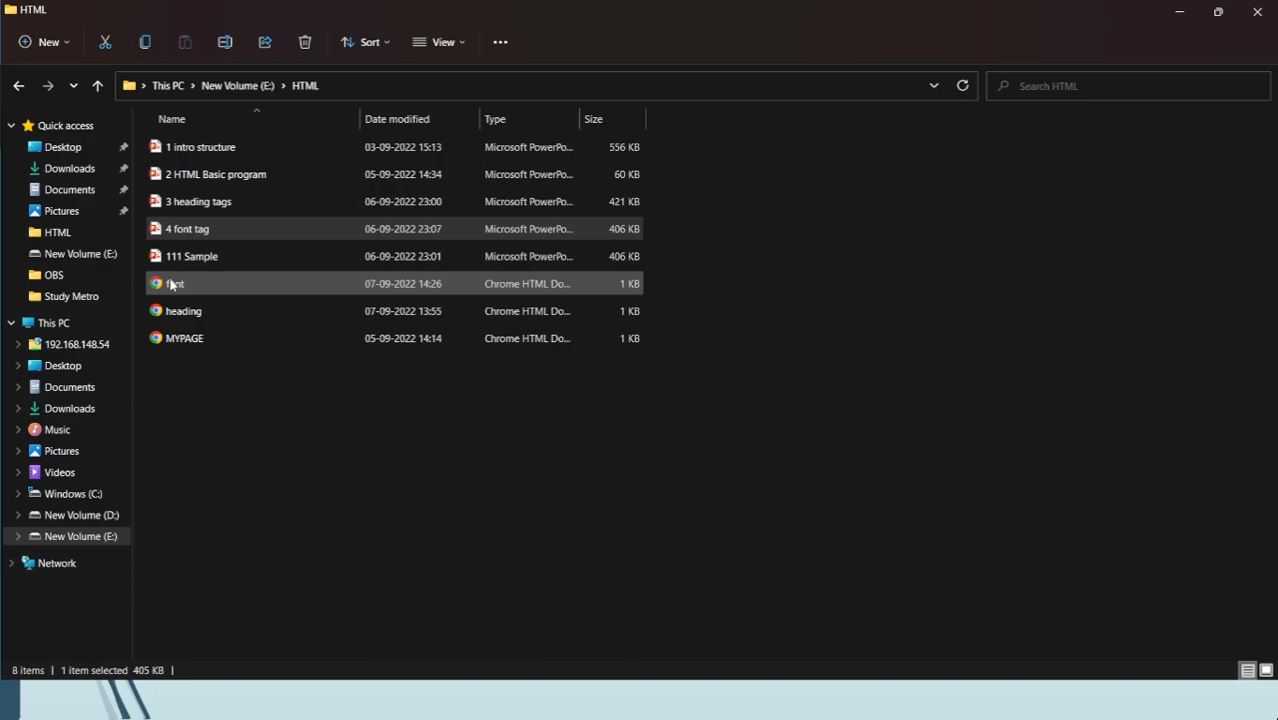 HTML
New
Sort
View
This PC > New Volume (E:) > HTML
Search HTML
Name Date modified Type Size
1 intro structure 03-09-2022 15:13 Microsoft PowerPo... 556 KB
2 HTML Basic program 05-09-2022 14:34 Microsoft PowerPo... 60 KB
3 heading tags 06-09-2022 23:00 Microsoft PowerPo... 421 KB
4 font tag 06-09-2022 23:07 Microsoft PowerPo... 406 KB
111 Sample 06-09-2022 23:01 Microsoft PowerPo... 406 KB
font 07-09-2022 14:26 Chrome HTML Do... 1 KB
heading 07-09-2022 13:55 Chrome HTML Do... 1 KB
MYPAGE 05-09-2022 14:14 Chrome HTML Do... 1 KB
Quick access
Desktop
Downloads
Documents
Pictures
HTML
New Volume (E:)
OBS
Study Metro
This PC
192.168.148.54
Desktop
Documents
Downloads
Music
Pictures
Videos
Windows (C:)
New Volume (D:)
New Volume (E:)
Network
8 items 1 item selected 405 KB